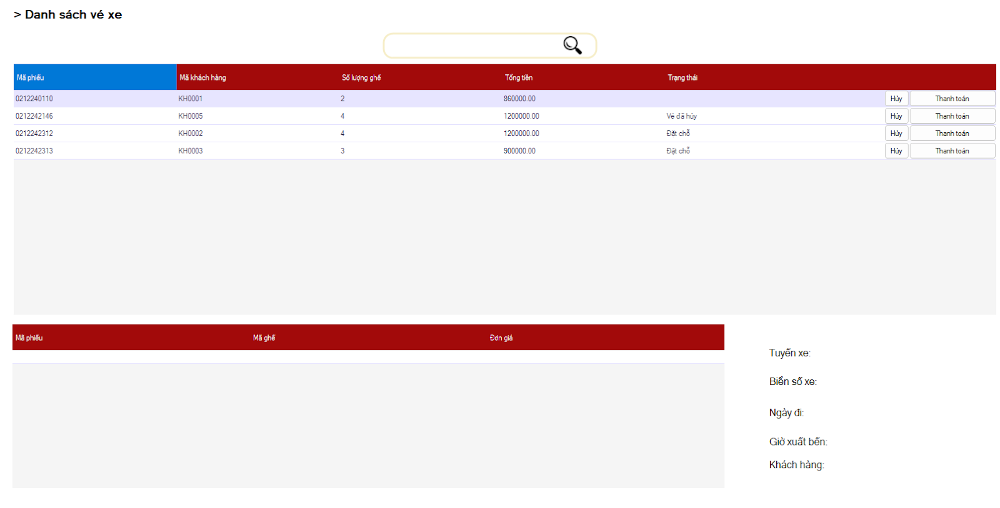 > Danh sách vé xe
Mã phiếu Mã khách hàng Số lượng ghế Tổng tiền Trạng thái
0212240110 KH0001 2 860000.00 Hủy Thanh toán
0212242146 KH0005 4 1200000.00 Vé đã hủy Hủy Thanh toán
0212242312 KH0002 4 1200000.00 Đặt chỗ Hủy Thanh toán
0212242313 KH0003 3 900000.00 Đặt chỗ Hủy Thanh toán
Mã phiếu Mã ghế Đơn giá
Tuyến xe:
Biển số xe:
Ngày đi:
Giờ xuất bến:
Khách hàng: